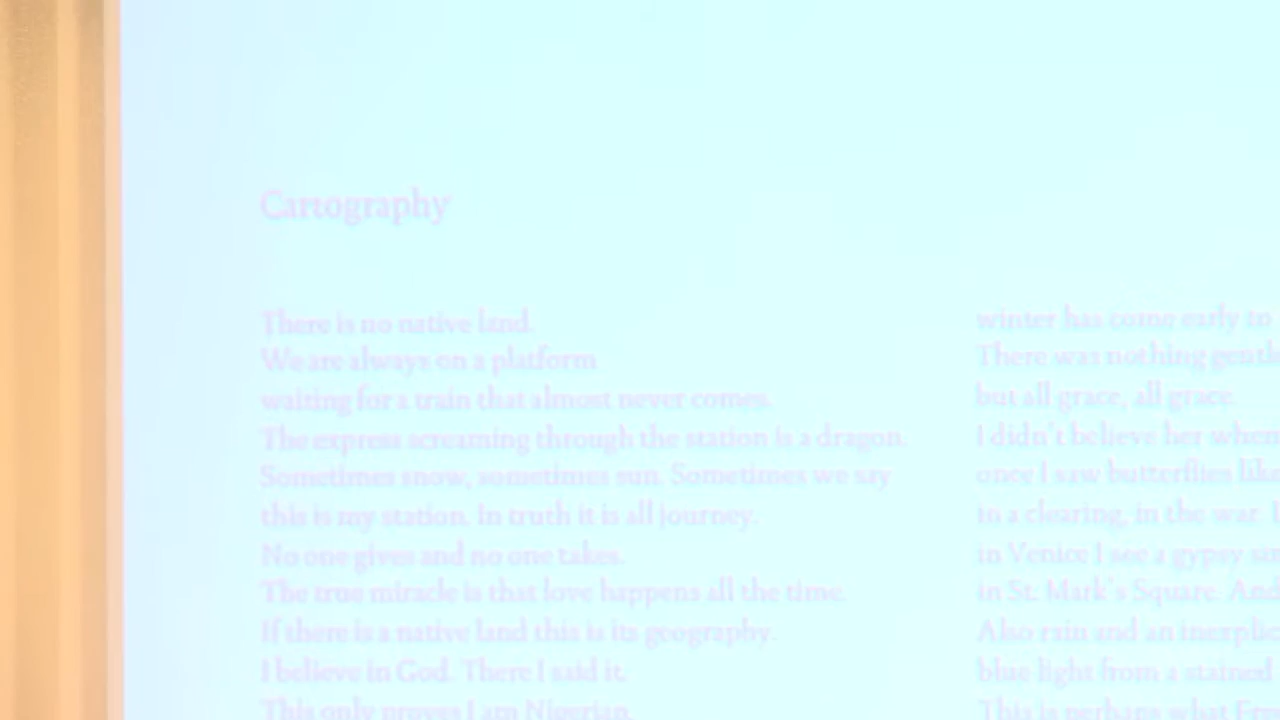 Cartography
There is no native land.
We are always on a platform
waiting for a train that almost never comes.
The express screaming through the station is a dragon.
Sometimes snow, sometimes sun. Sometimes we say
this is my station. In truth it is all journey.
No one gives and no one takes.
The true miracle is that love happens all the time.
If there is a native land this is its geography.
I believe in God. There I said it.
This only proves I am Nigerian.
winter has come early to
There was nothing
but all grace, all grace.
I didn't believe her when
once I saw butterflies like
in a clearing, in the war.
in Venice I see a gypsy
in St. Mark's Square. And
Also rain and an
blue light from a stained
This is perhaps what